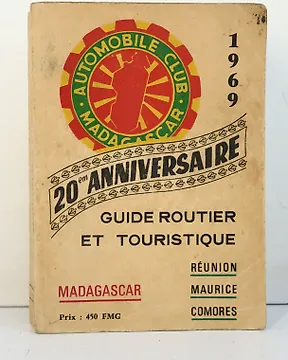 · AUTOMOBILE CLUB ·
MADAGASCAR
1969
20ème ANNIVERSAIRE
GUIDE ROUTIER
ET TOURISTIQUE
RÉUNION
MADAGASCAR MAURICE
Prix : 450 FMG COMORES